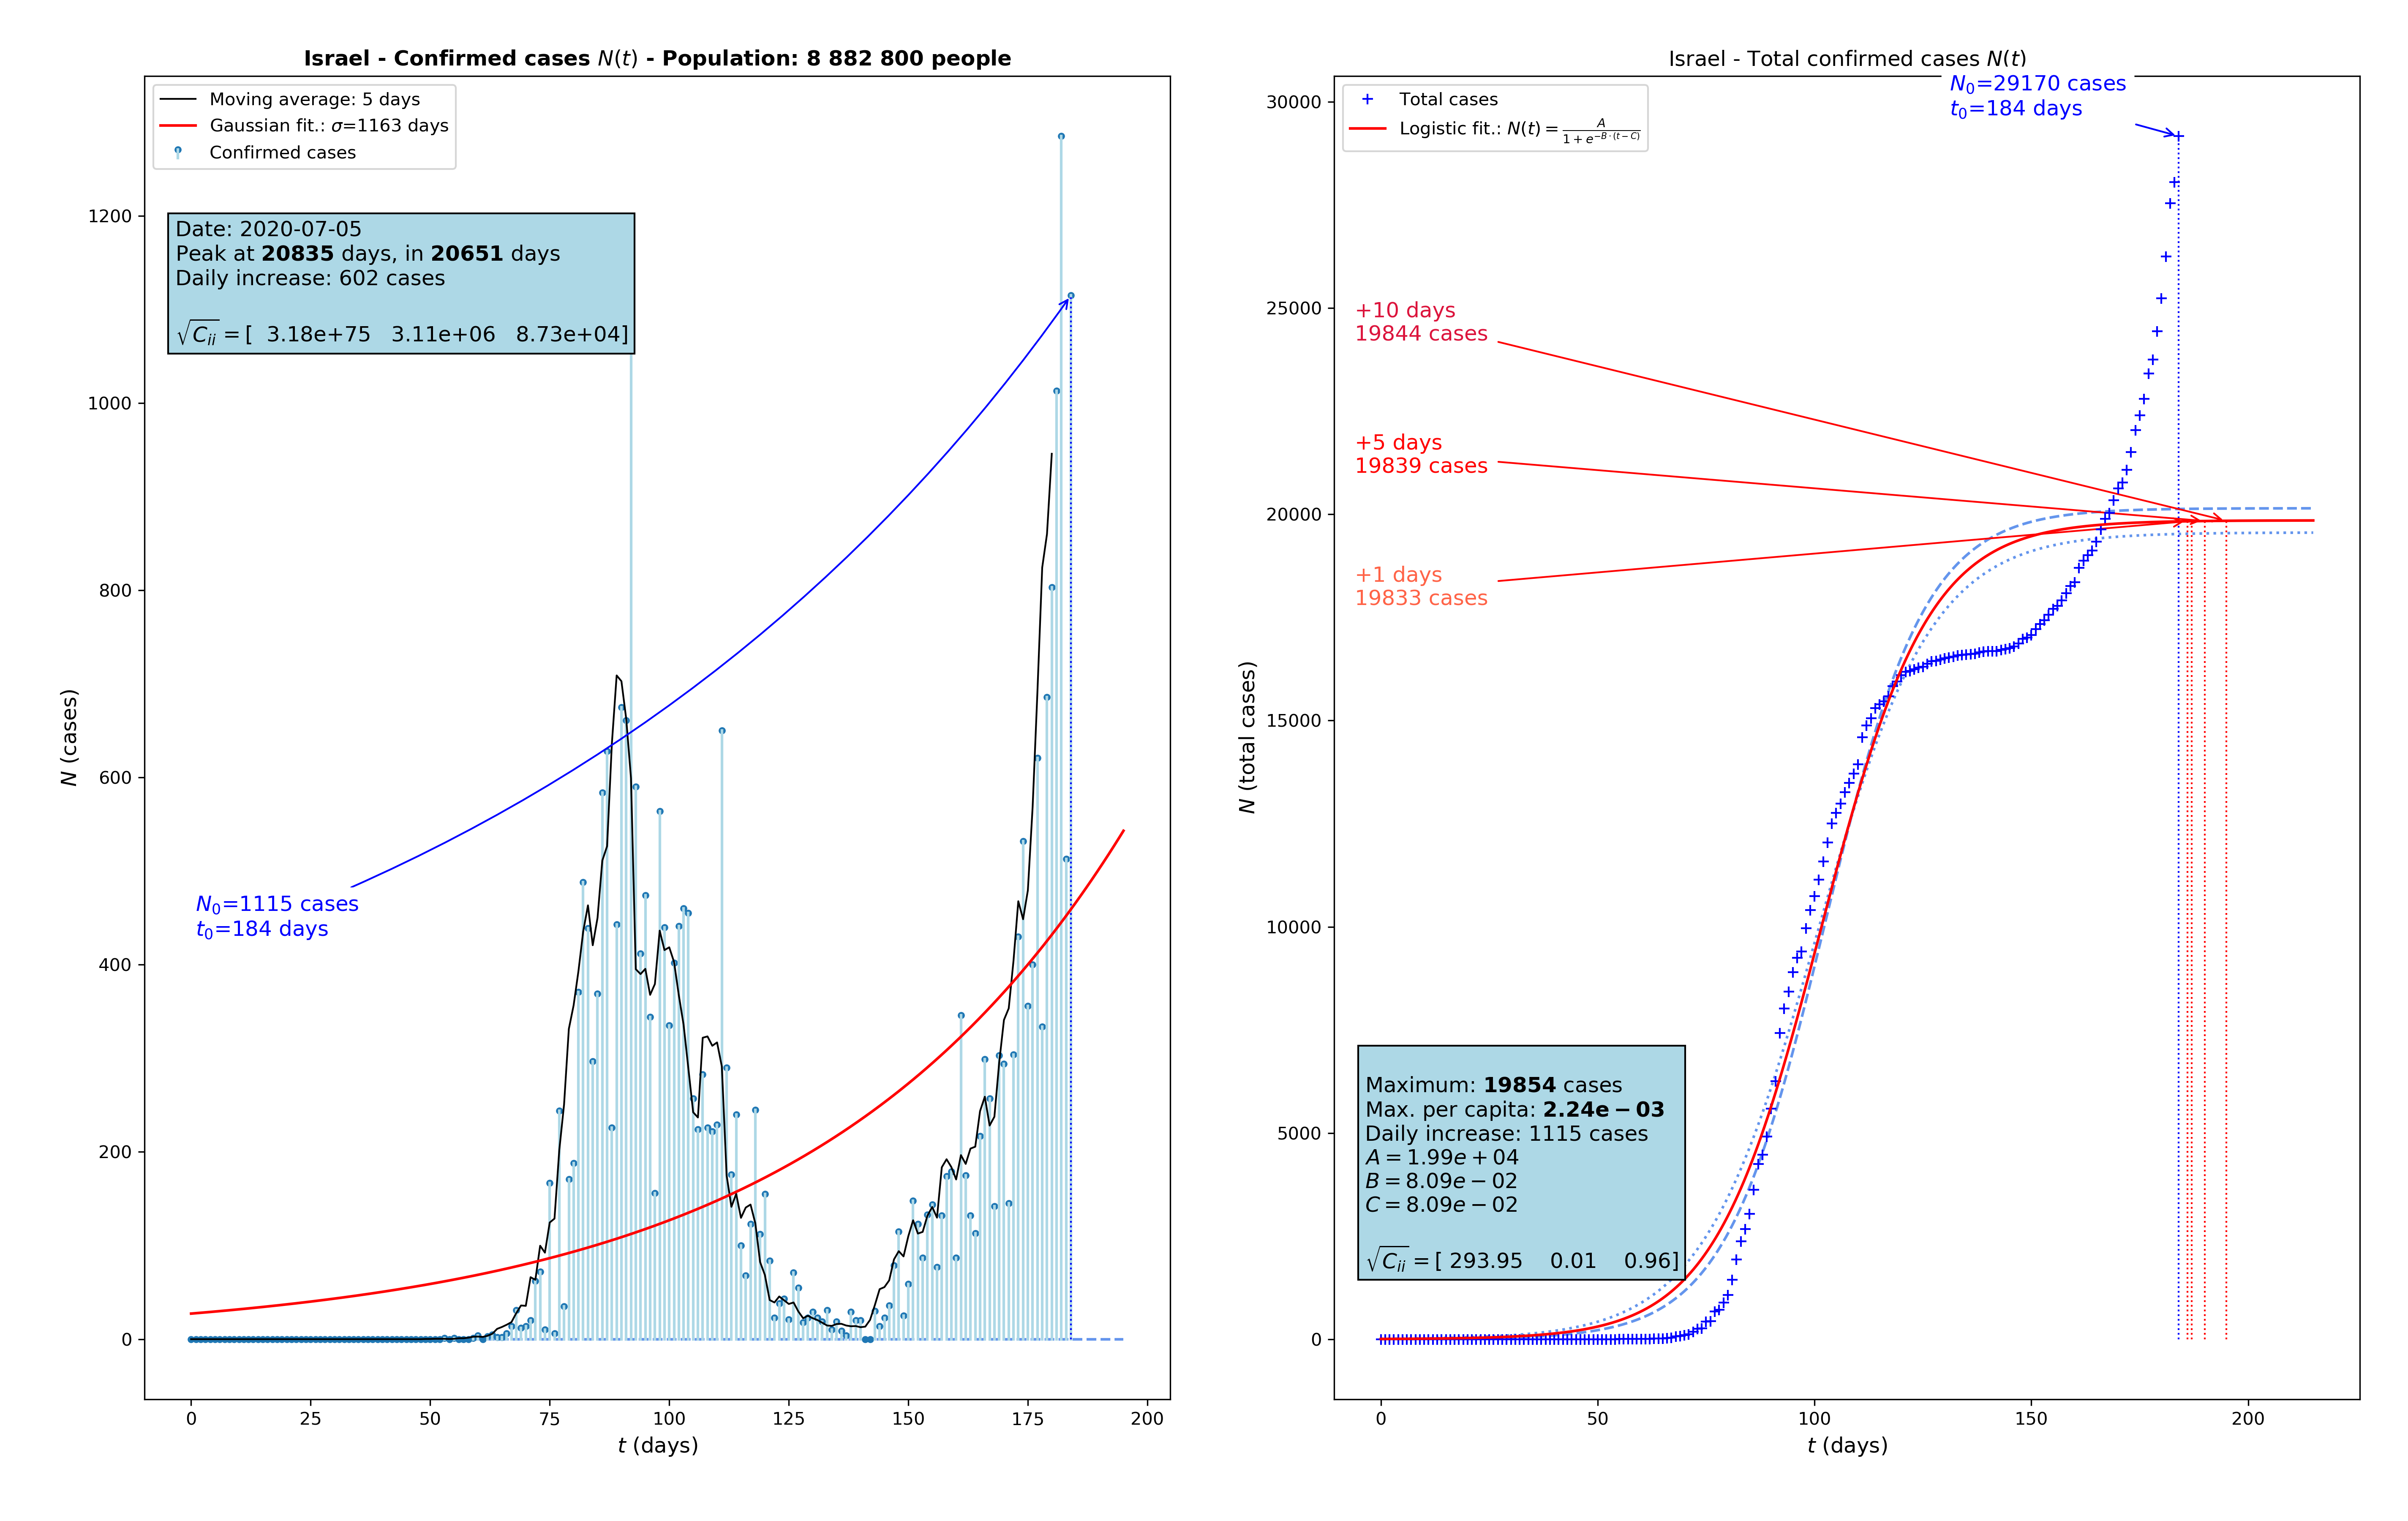 Israel - Confirmed cases N(t) - Population: 8 882 800 people
Moving average: 5 days
Gaussian fit.: σ=1163 days
Confirmed cases
Date: 2020-07-05
Peak at 20835 days, in 20651 days
Daily increase: 602 cases
√C_ii = [ 3.18e+75 3.11e+06 8.73e+04]
N_0=1115 cases
t_0=184 days
N (cases)
1200
1000
800
600
400
200
0
0 25 50 75 100 125 150 175 200
t (days)
Israel - Total confirmed cases N(t)
Total cases
Logistic fit.: N(t) = A / (1 + e^{−B·(t−C)})
N_0=29170 cases
t_0=184 days
+10 days
19844 cases
+5 days
19839 cases
+1 days
19833 cases
Maximum: 19854 cases
Max. per capita: 2.24e − 03
Daily increase: 1115 cases
A = 1.99e + 04
B = 8.09e − 02
C = 8.09e − 02
√C_ii = [ 293.95 0.01 0.96]
N (total cases)
30000
25000
20000
15000
10000
5000
0
0 50 100 150 200
t (days)